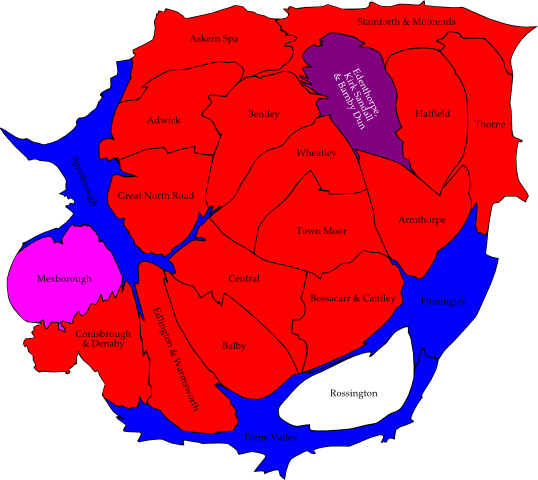 Stainforth & Moorends
Askern Spa
Edenthorpe
Kirk Sandall
& Barnby Dun
Adwick
Bentley
Hatfield
Thorne
Wheatley
Sprotbrough
Great North Road
Armthorpe
Town Moor
Mexborough
Central
Bessacarr & Cantley
Finningley
Conisbrough
& Denaby
Edlington & Warmsworth
Balby
Rossington
Torne Valley